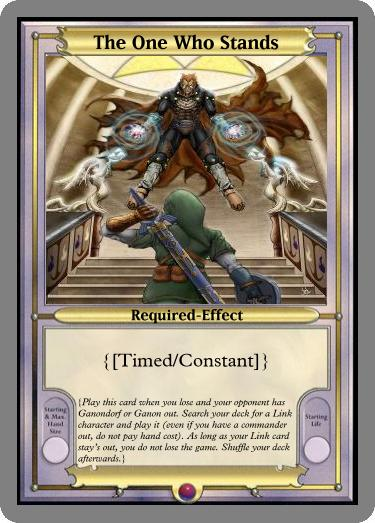 The One Who Stands
Required-Effect
{[Timed/Constant]}
{Play this card when you lose and your opponent has
Ganondorf or Ganon out. Search your deck for a Link
character and play it (even if you have a commander
out, do not pay hand cost). As long as your Link card
stay's out, you do not lose the game. Shuffle your deck
afterwards.}
Starting
& Max.
Hand
Size
Starting
Life